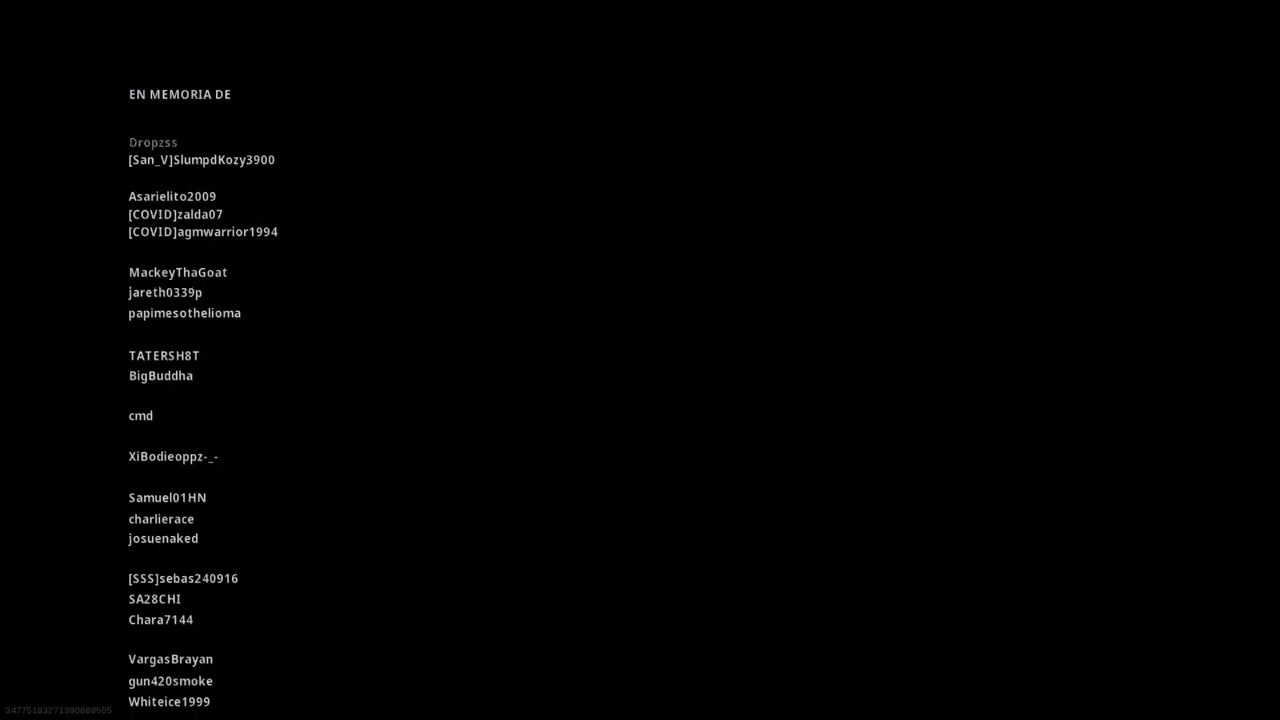 EN MEMORIA DE
Dropzss
[San_V]SlumpdKozy3900
Asarielito2009
[COVID]zalda07
[COVID]agmwarrior1994
MackeyThaGoat
jareth0339p
papimesothelioma
TATERSH8T
BigBuddha
cmd
XiBodieoppz-_-
Samuel01HN
charlierace
josuenaked
[SSS]sebas240916
SA28CHI
Chara7144
VargasBrayan
gun420smoke
Whiteice1999